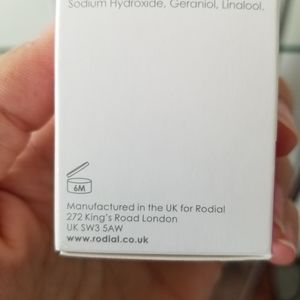 Sodium Hydroxide, Geraniol, Linalool.
6M
Manufactured in the UK for Rodial
272 King's Road London
UK SW3 5AW
www.rodial.co.uk